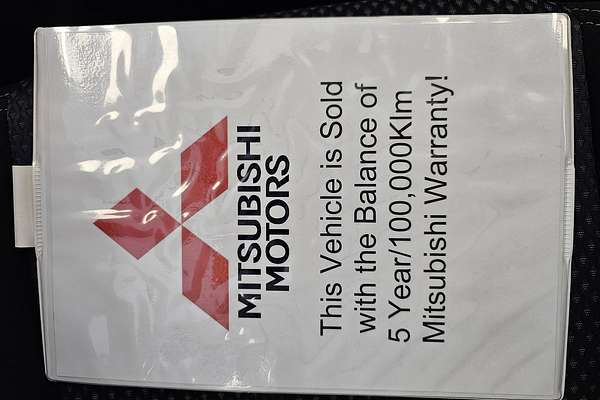 MITSUBISHI
MOTORS
This Vehicle is Sold
with the Balance of
5 Year/100,000Klm
Mitsubishi Warranty!